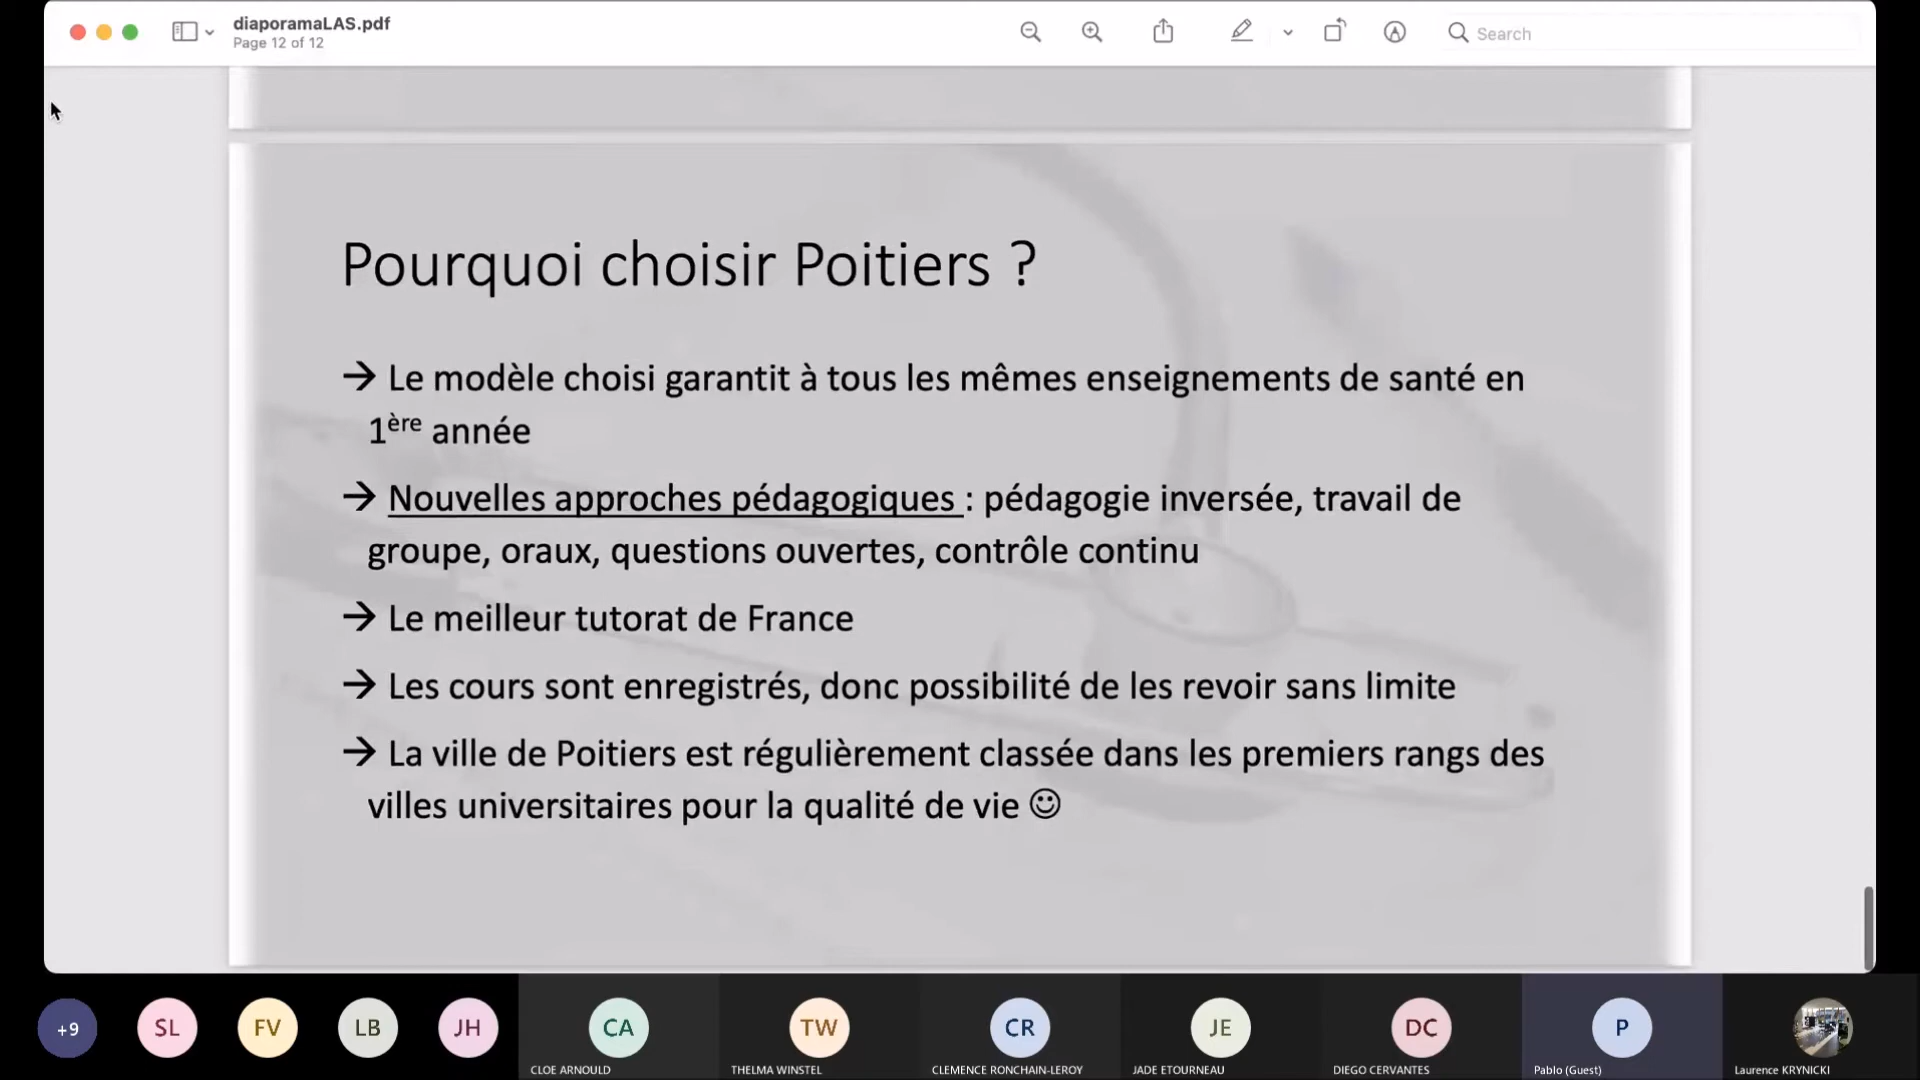 diaporamaLAS.pdf
Page 12 of 12
Search
Pourquoi choisir Poitiers ?
→ Le modèle choisi garantit à tous les mêmes enseignements de santé en
1ère année
→ Nouvelles approches pédagogiques : pédagogie inversée, travail de
groupe, oraux, questions ouvertes, contrôle continu
→ Le meilleur tutorat de France
→ Les cours sont enregistrés, donc possibilité de les revoir sans limite
→ La ville de Poitiers est régulièrement classée dans les premiers rangs des
villes universitaires pour la qualité de vie ☺
+9 SL FV LB JH CA TW CR JE DC P
CLOE ARNOULD THELMA WINSTEL CLEMENCE RONCHAIN-LEROY JADE ETOURNEAU DIEGO CERVANTES Pablo (Guest) Laurence KRYNICKI